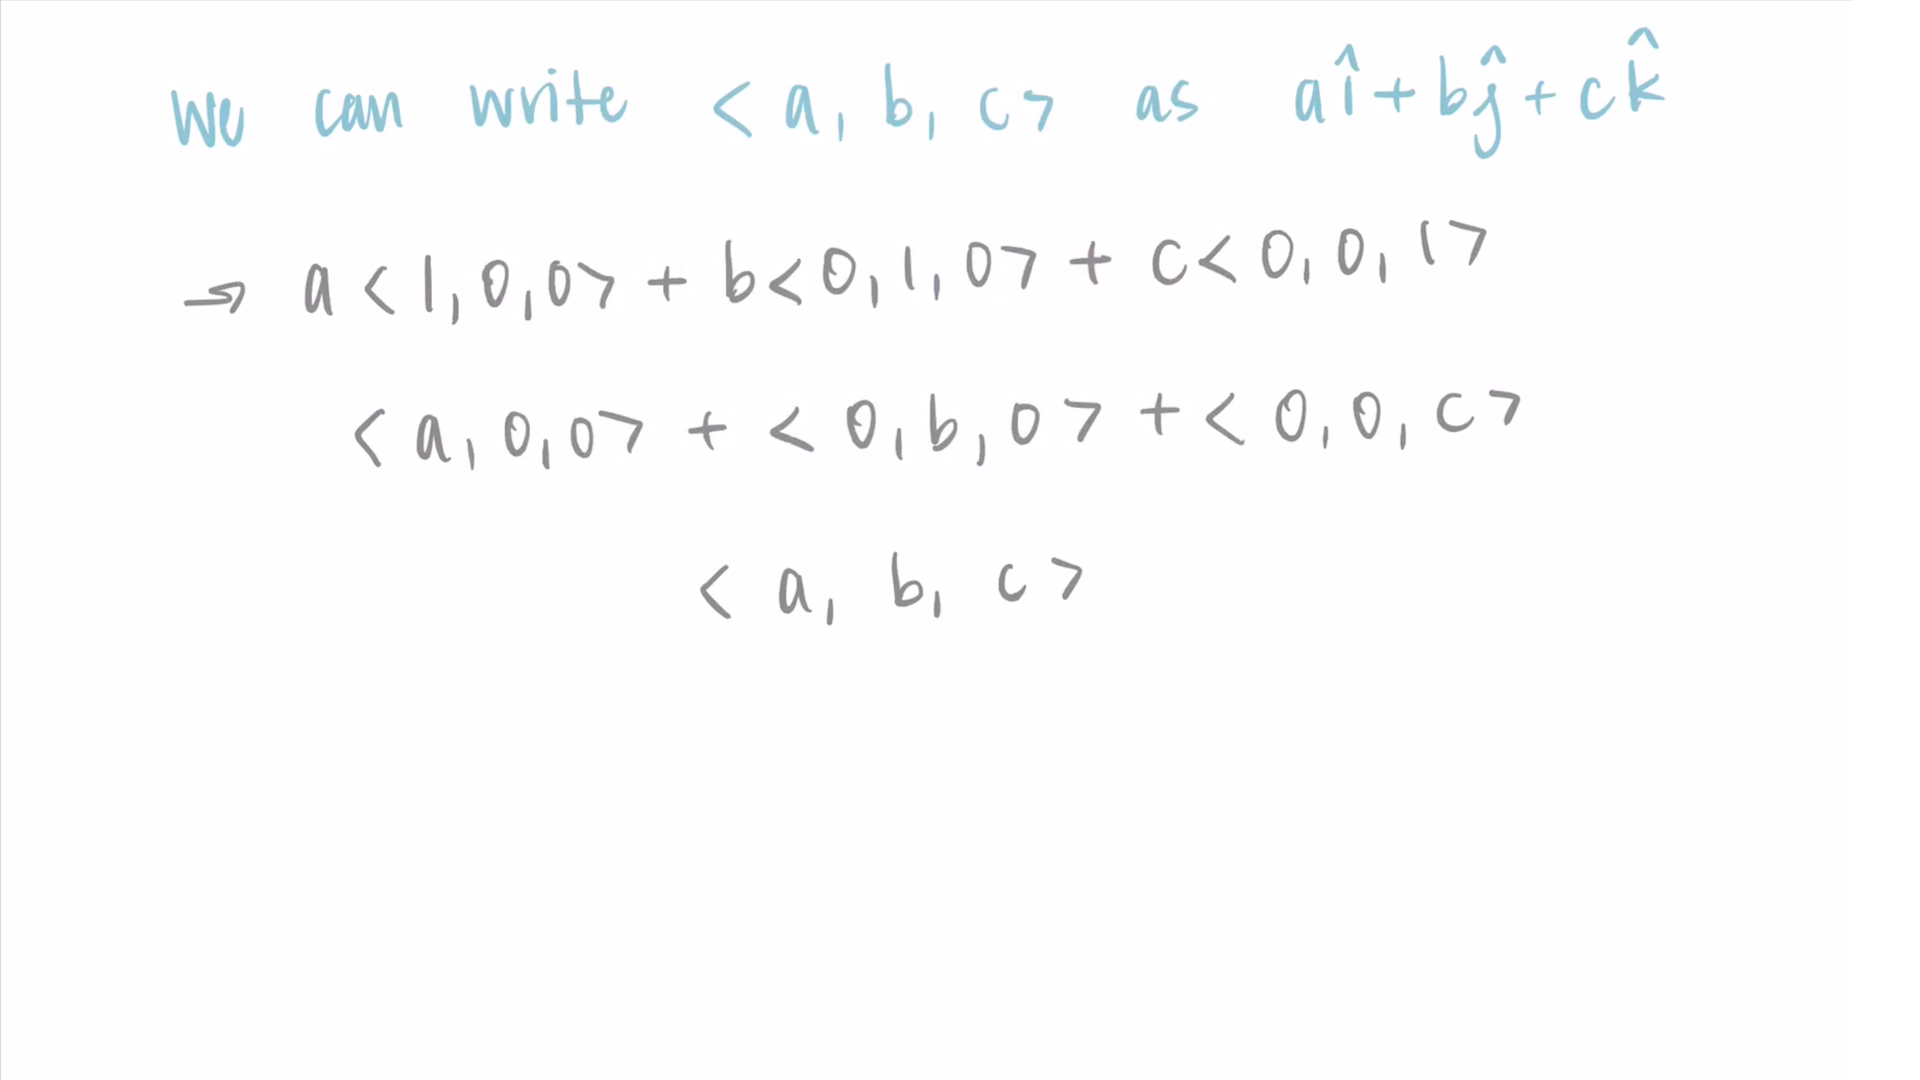 We can write < a, b, c > as aî + bĵ + ck̂
⇒ a < 1, 0, 0 > + b < 0, 1, 0 > + c < 0, 0, 1 >
< a, 0, 0 > + < 0, b, 0 > + < 0, 0, c >
< a, b, c >